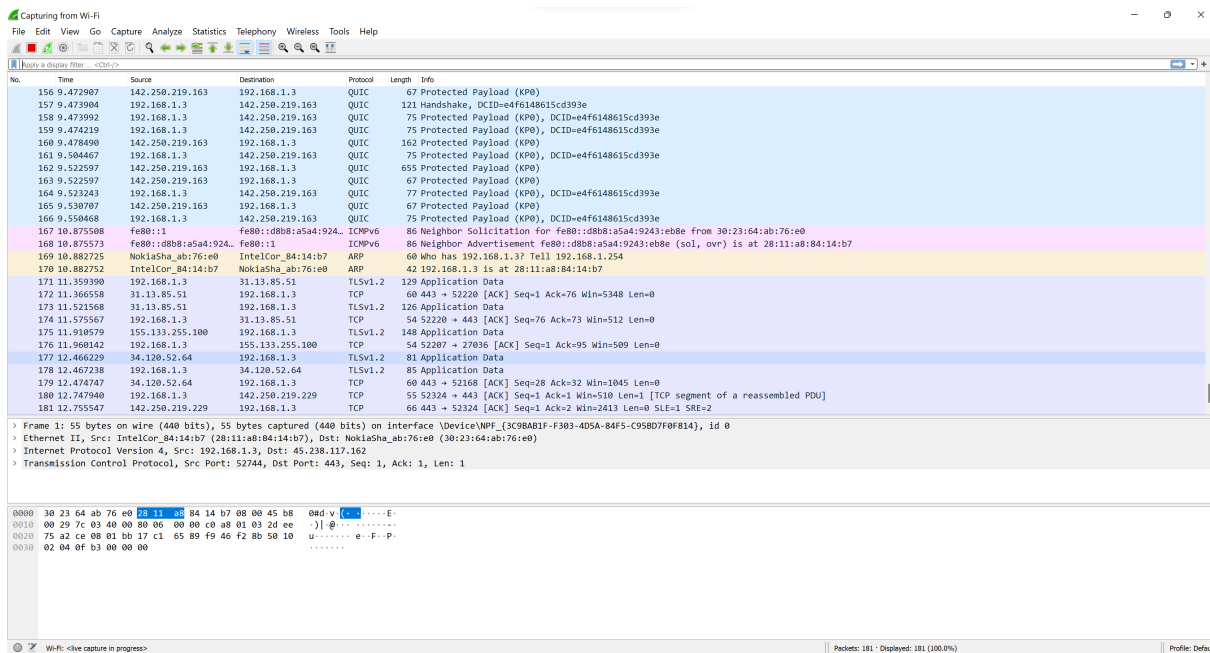 Capturing from Wi-Fi
File Edit View Go Capture Analyze Statistics Telephony Wireless Tools Help
Apply a display filter ... <Ctrl-/>
No. Time Source Destination Protocol Length Info
156 9.472907 142.250.219.163 192.168.1.3 QUIC 67 Protected Payload (KP0)
157 9.473904 192.168.1.3 142.250.219.163 QUIC 121 Handshake, DCID=e4f6148615cd393e
158 9.473992 192.168.1.3 142.250.219.163 QUIC 75 Protected Payload (KP0), DCID=e4f6148615cd393e
159 9.474219 192.168.1.3 142.250.219.163 QUIC 75 Protected Payload (KP0), DCID=e4f6148615cd393e
160 9.478490 142.250.219.163 192.168.1.3 QUIC 162 Protected Payload (KP0)
161 9.504467 192.168.1.3 142.250.219.163 QUIC 75 Protected Payload (KP0), DCID=e4f6148615cd393e
162 9.522597 142.250.219.163 192.168.1.3 QUIC 655 Protected Payload (KP0)
163 9.522597 142.250.219.163 192.168.1.3 QUIC 67 Protected Payload (KP0)
164 9.523243 192.168.1.3 142.250.219.163 QUIC 77 Protected Payload (KP0), DCID=e4f6148615cd393e
165 9.530707 142.250.219.163 192.168.1.3 QUIC 67 Protected Payload (KP0)
166 9.550468 192.168.1.3 142.250.219.163 QUIC 75 Protected Payload (KP0), DCID=e4f6148615cd393e
167 10.875508 fe80::1 fe80::d8b8:a5a4:924… ICMPv6 86 Neighbor Solicitation for fe80::d8b8:a5a4:9243:eb8e from 30:23:64:ab:76:e0
168 10.875573 fe80::d8b8:a5a4:924… fe80::1 ICMPv6 86 Neighbor Advertisement fe80::d8b8:a5a4:9243:eb8e (sol, ovr) is at 28:11:a8:84:14:b7
169 10.882725 NokiaSha_ab:76:e0 IntelCor_84:14:b7 ARP 60 Who has 192.168.1.3? Tell 192.168.1.254
170 10.882752 IntelCor_84:14:b7 NokiaSha_ab:76:e0 ARP 42 192.168.1.3 is at 28:11:a8:84:14:b7
171 11.359390 192.168.1.3 31.13.85.51 TLSv1.2 129 Application Data
172 11.366558 31.13.85.51 192.168.1.3 TCP 60 443 → 52220 [ACK] Seq=1 Ack=76 Win=5348 Len=0
173 11.521568 31.13.85.51 192.168.1.3 TLSv1.2 126 Application Data
174 11.575567 192.168.1.3 31.13.85.51 TCP 54 52220 → 443 [ACK] Seq=76 Ack=73 Win=512 Len=0
175 11.910579 155.133.255.100 192.168.1.3 TLSv1.2 148 Application Data
176 11.960142 192.168.1.3 155.133.255.100 TCP 54 52207 → 27036 [ACK] Seq=1 Ack=95 Win=509 Len=0
177 12.466229 34.120.52.64 192.168.1.3 TLSv1.2 81 Application Data
178 12.467238 192.168.1.3 34.120.52.64 TLSv1.2 85 Application Data
179 12.474747 34.120.52.64 192.168.1.3 TCP 60 443 → 52168 [ACK] Seq=28 Ack=32 Win=1045 Len=0
180 12.747940 192.168.1.3 142.250.219.229 TCP 55 52324 → 443 [ACK] Seq=1 Ack=1 Win=510 Len=1 [TCP segment of a reassembled PDU]
181 12.755547 142.250.219.229 192.168.1.3 TCP 66 443 → 52324 [ACK] Seq=1 Ack=2 Win=2413 Len=0 SLE=1 SRE=2
> Frame 1: 55 bytes on wire (440 bits), 55 bytes captured (440 bits) on interface \Device\NPF_{3C9BAB1F-F303-4D5A-84F5-C95BD7F0F814}, id 0
> Ethernet II, Src: IntelCor_84:14:b7 (28:11:a8:84:14:b7), Dst: NokiaSha_ab:76:e0 (30:23:64:ab:76:e0)
> Internet Protocol Version 4, Src: 192.168.1.3, Dst: 45.238.117.162
> Transmission Control Protocol, Src Port: 52744, Dst Port: 443, Seq: 1, Ack: 1, Len: 1
0000 30 23 64 ab 76 e0 28 11 a8 84 14 b7 08 00 45 b8 0#d·v·(·······E·
0010 00 29 7c 03 40 00 80 06 00 00 c0 a8 01 03 2d ee ·)|·@·········-·
0020 75 a2 ce 08 01 bb 17 c1 65 89 f9 46 f2 8b 50 10 u·······e··F··P·
0030 02 04 0f b3 00 00 00 ·······
Wi-Fi: <live capture in progress>
Packets: 181 · Displayed: 181 (100.0%)
Profile: Defau